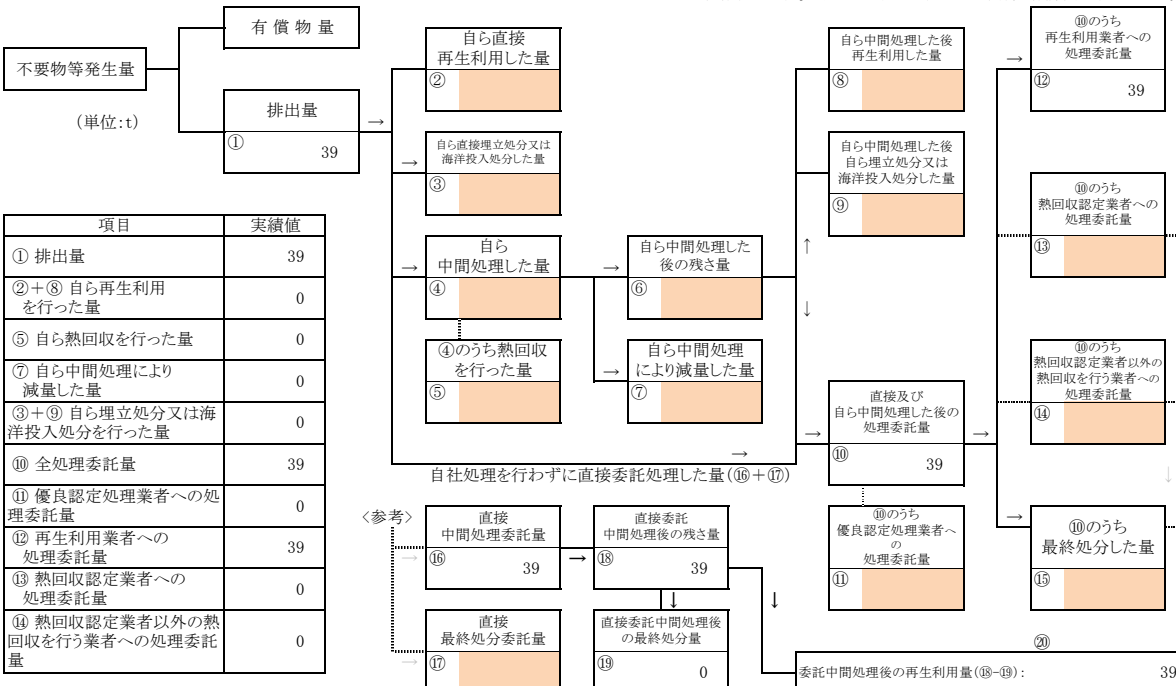 不要物等発生量
(単位:t)
有 償 物 量
排出量
①
39
→
自ら直接
再生利用した量
②
→
自ら直接埋立処分又は
海洋投入処分した量
③
→
自ら
中間処理した量
④
④のうち熱回収
を行った量
⑤
→
自ら中間処理した
後の残さ量
⑥
→
自ら中間処理
により減量した量
⑦
自ら中間処理した後
再生利用した量
⑧
自ら中間処理した後
自ら埋立処分又は
海洋投入処分した量
⑨
↑
↓
→
直接及び
自ら中間処理した後の
処理委託量
⑩
39
→
⑩のうち
優良認定処理業者へ
の
処理委託量
⑪
→
⑩のうち
再生利用業者への
処理委託量
⑫
39
⑩のうち
熱回収認定業者への
処理委託量
⑬
⑩のうち
熱回収認定業者以外の
熱回収を行う業者への
処理委託量
⑭
↓
→
⑩のうち
最終処分した量
⑮
→
自社処理を行わずに直接委託処理した量(⑯+⑰)
〈参考〉
→
直接
中間処理委託量
⑯
39
→
直接委託
中間処理後の残さ量
⑱
39
↓
↓
→
直接
最終処分委託量
⑰
直接委託中間処理後
の最終処分量
⑲
0
⑳
委託中間処理後の再生利用量(⑱-⑲):
39
項目 実績値
① 排出量 39
②+⑧ 自ら再生利用
を行った量 0
⑤ 自ら熱回収を行った量 0
⑦ 自ら中間処理により
減量した量 0
③+⑨ 自ら埋立処分又は海
洋投入処分を行った量 0
⑩ 全処理委託量 39
⑪ 優良認定処理業者への処
理委託量 0
⑫ 再生利用業者への
処理委託量 39
⑬ 熱回収認定業者への
処理委託量 0
⑭ 熱回収認定業者以外の熱
回収を行う業者への処理委託
量 0